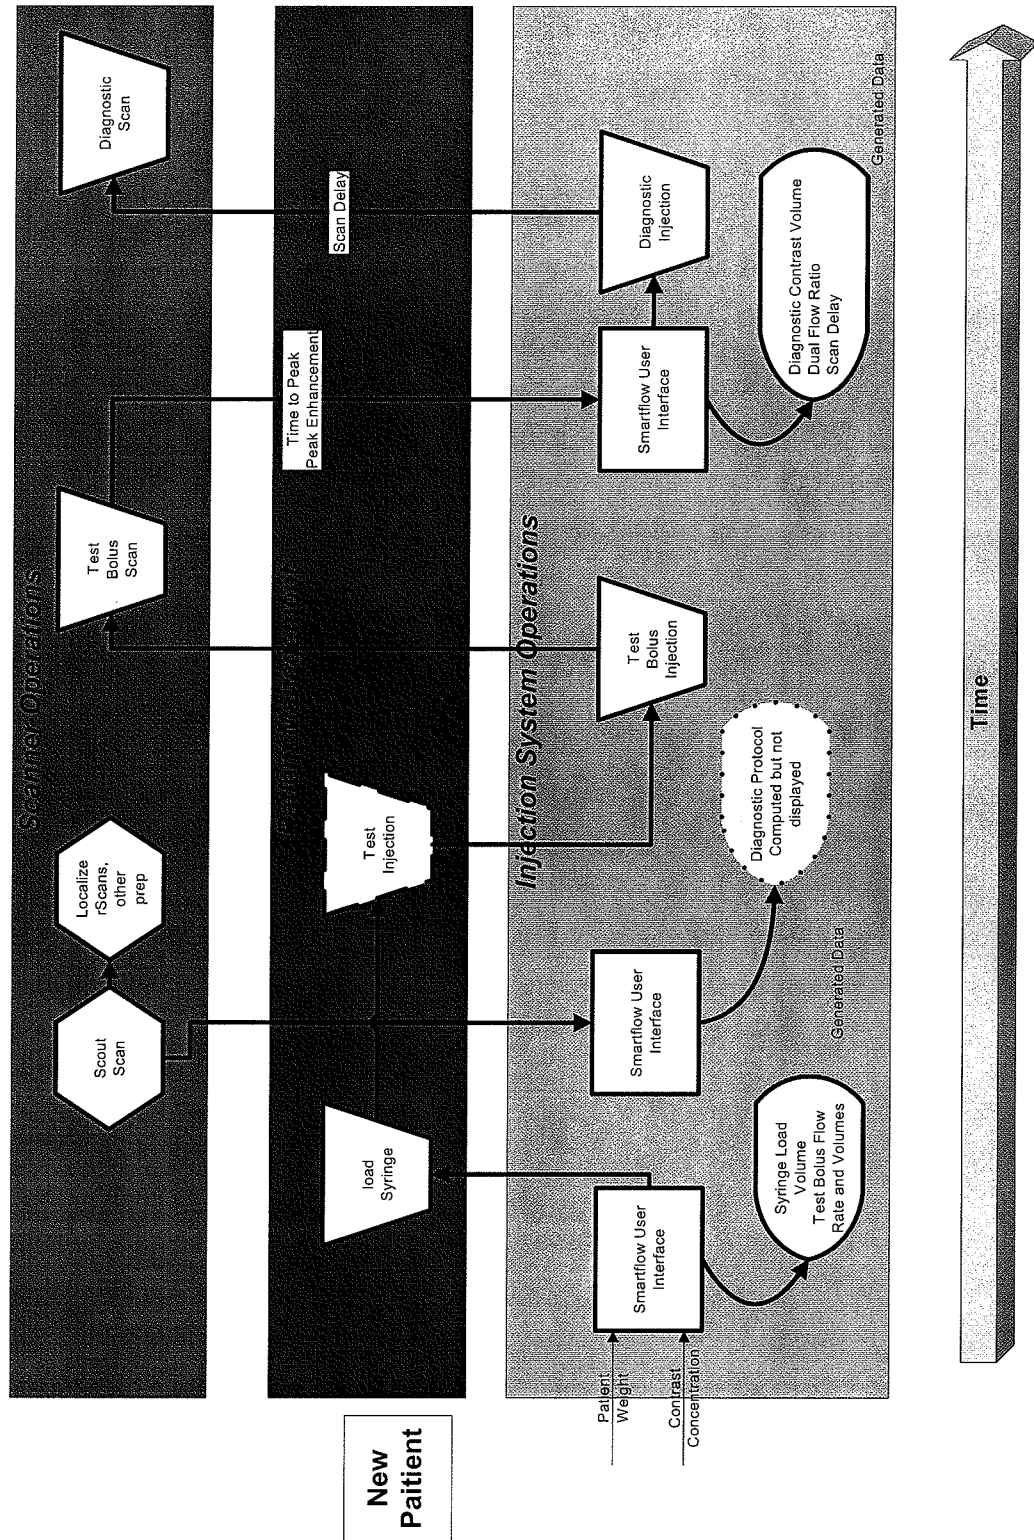 Scanner Operations
Scout
Scan
Localize
rScans,
other
prep
Test
Bolus
Scan
Diagnostic
Scan
New
Paitient
load
Syringe
Test
Injection
Time to Peak
Peak Enhancement
Scan Delay
Injection System Operations
Patient
Weight
Contrast
Concentration
Smartflow User
Interface
Smartflow User
Interface
Test
Bolus
Injection
Smartflow User
Interface
Diagnostic
Injection
Syringe Load
Volume
Test Bolus Flow
Rate and Volumes
Generated Data
Diagnostic Protocol
Computed but not
displayed
Diagnostic Contrast Volume
Dual Flow Ratio
Scan Delay
Generated Data
Time